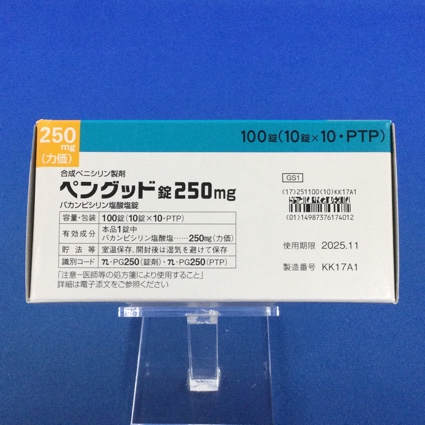 250
mg
(力価)
100錠(10錠×10・PTP)
合成ペニシリン製剤
ペングッド錠250mg
バカンピシリン塩酸塩錠
容量・包装 100錠(10錠×10・PTP)
有効成分 本品1錠中
バカンピシリン塩酸塩……250mg(力価)
貯法等 室温保存、開封後は湿気を避けて保存
識別コード n-PG250(錠剤)・n-PG250(PTP)
「注意-医師等の処方箋により使用すること」
詳細は電子添文をご参照ください
GS1
(17)251100(10)KK17A1
(01)14987376174012
使用期限 2025.11
製造番号 KK17A1